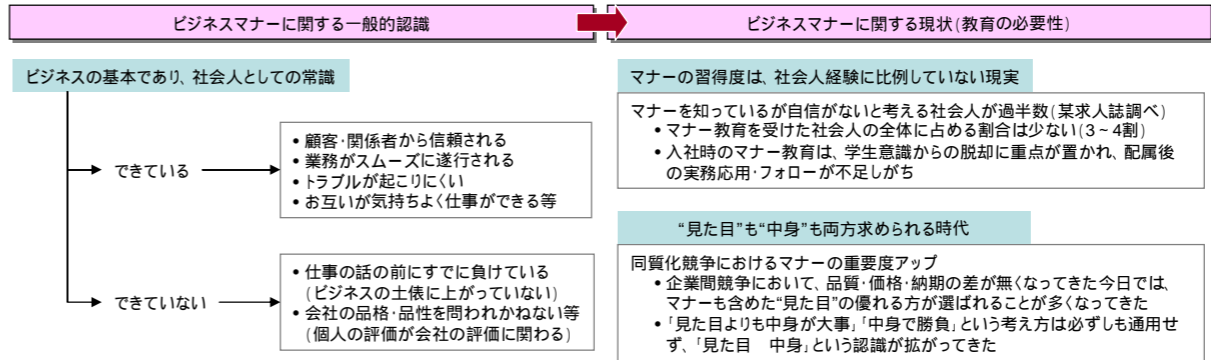 ビジネスマナーに関する一般的認識
ビジネスの基本であり、社会人としての常識
できている
• 顧客・関係者から信頼される
• 業務がスムーズに遂行される
• トラブルが起こりにくい
• お互いが気持ちよく仕事ができる等
できていない
• 仕事の話の前にすでに負けている
(ビジネスの土俵に上がっていない)
• 会社の品格・品性を問われかねない等
(個人の評価が会社の評価に関わる)
ビジネスマナーに関する現状(教育の必要性)
マナーの習得度は、社会人経験に比例していない現実
マナーを知っているが自信がないと考える社会人が過半数(某求人誌調べ)
• マナー教育を受けた社会人の全体に占める割合は少ない(3~4割)
• 入社時のマナー教育は、学生意識からの脱却に重点が置かれ、配属後
の実務応用・フォローが不足しがち
“見た目”も“中身”も両方求められる時代
同質化競争におけるマナーの重要度アップ
• 企業間競争において、品質・価格・納期の差が無くなってきた今日では、
マナーも含めた“見た目”の優れる方が選ばれることが多くなってきた
• 「見た目よりも中身が大事」「中身で勝負」という考え方は必ずしも通用せ
ず、「見た目 中身」という認識が拡がってきた